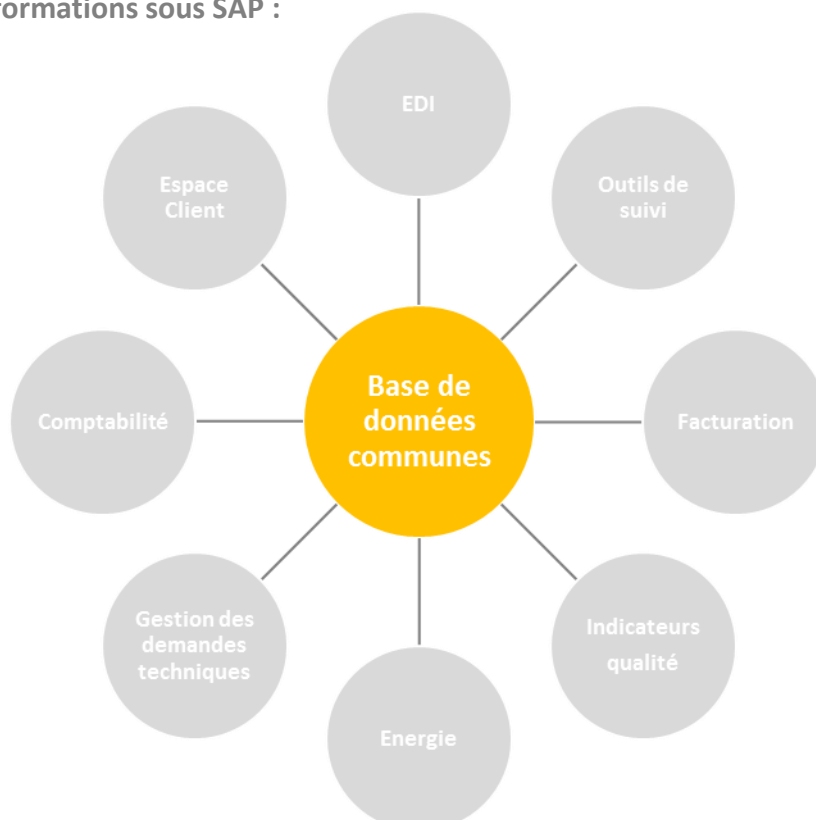 formations sous SAP :
EDI
Espace
Client
Outils de
suivi
Base de
données
communes
Comptabilité
Facturation
Gestion des
demandes
techniques
Indicateurs
qualité
Energie